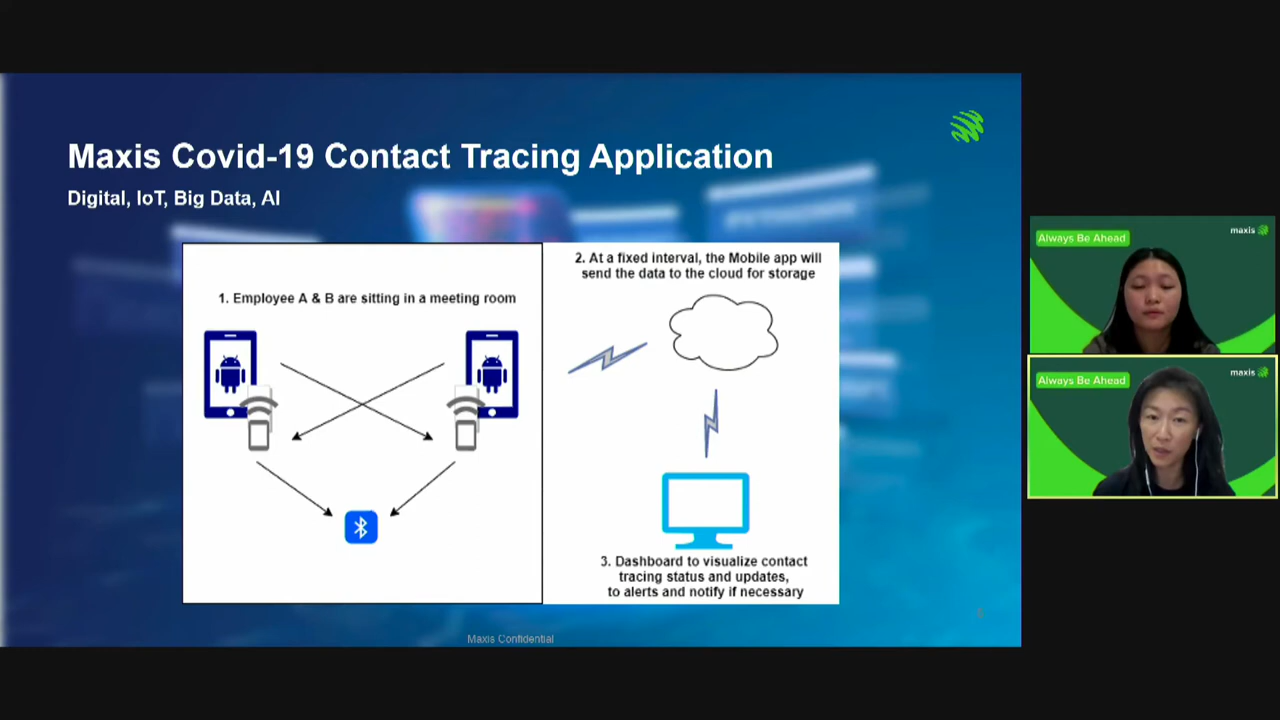 Maxis Covid-19 Contact Tracing Application
Digital, IoT, Big Data, AI
1. Employee A & B are sitting in a meeting room
2. At a fixed interval, the Mobile app will
send the data to the cloud for storage
3. Dashboard to visualize contact
tracing status and updates,
to alerts and notify if necessary
Maxis Confidential
Always Be Ahead
maxis
Always Be Ahead
maxis